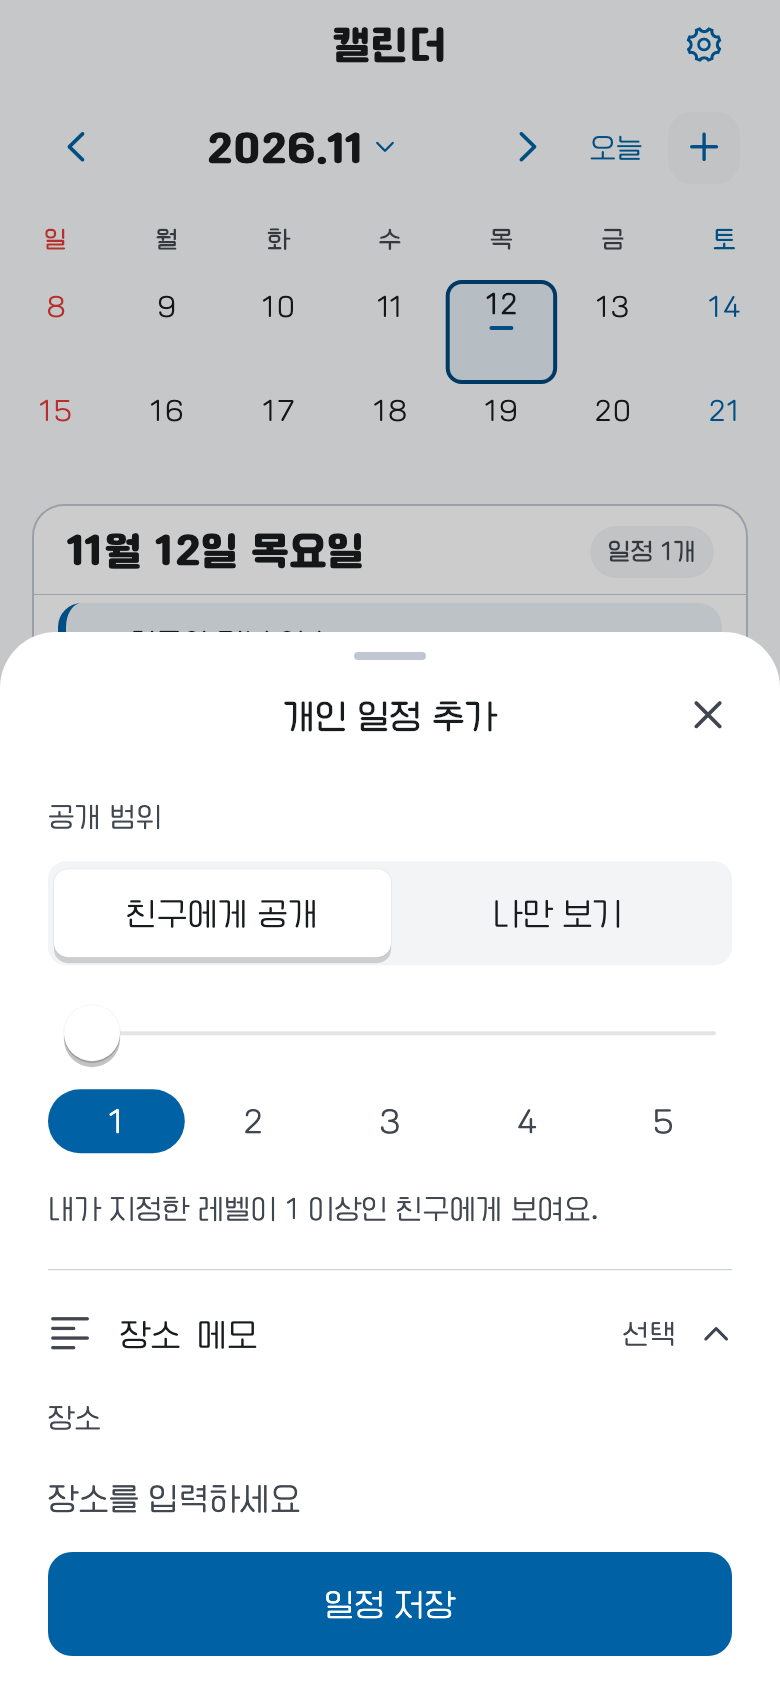 캘린더
2026.11 오늘
일 월 화 수 목 금 토
8 9 10 11 12 13 14
15 16 17 18 19 20 21
11월 12일 목요일 일정 1개
개인 일정 추가
공개 범위
친구에게 공개 나만 보기
1 2 3 4 5
내가 지정한 레벨이 1 이상인 친구에게 보여요.
장소 메모 선택
장소
장소를 입력하세요
일정 저장